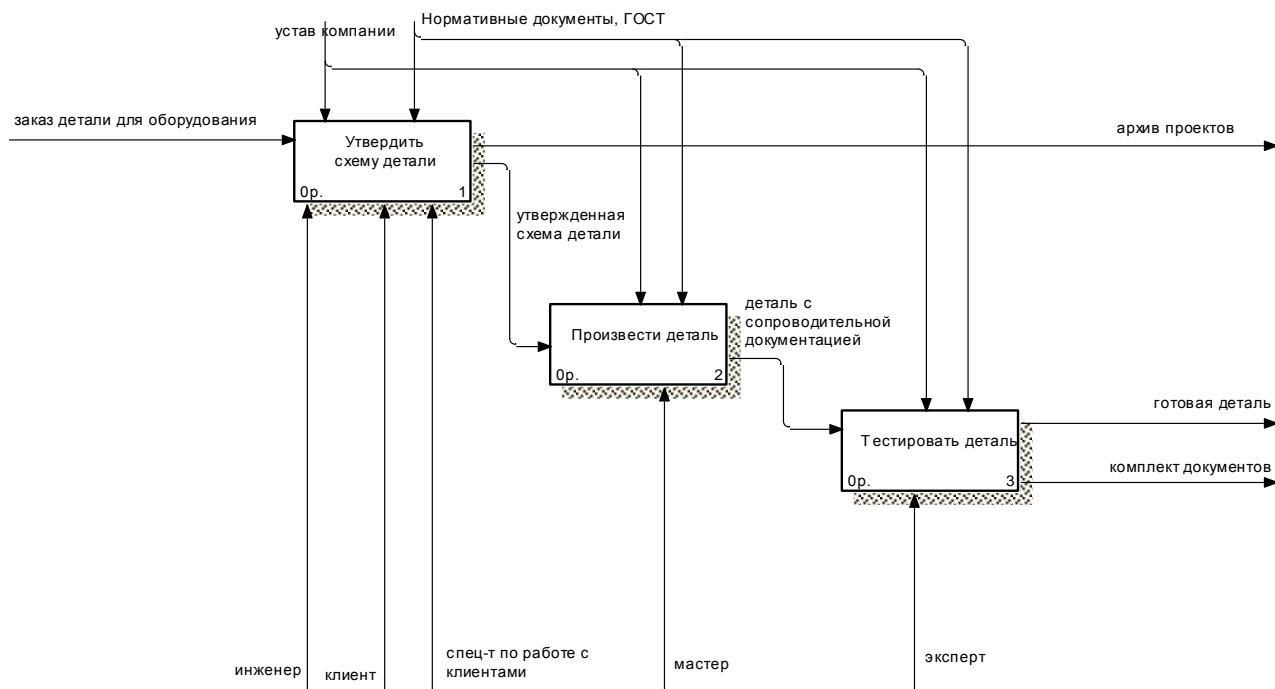 Нормативные документы, ГОСТ
устав компании
заказ детали для оборудования
архив проектов
Утвердить
схему детали
0р. 1
утвержденная
схема детали
деталь с
сопроводительной
документацией
Произвести деталь
0р. 2
готовая деталь
Тестировать деталь
комплект документов
0р. 3
инженер
клиент
спец-т по работе с
клиентами
мастер
эксперт